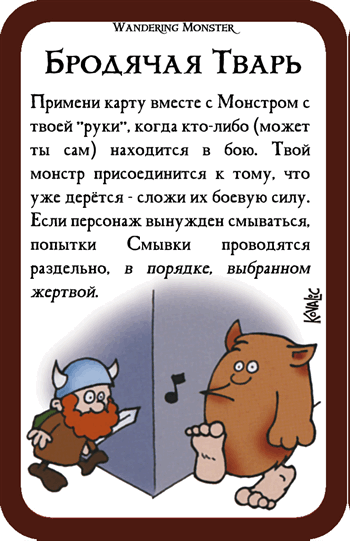 Wandering Monster
Бродячая Тварь
Примени карту вместе с Монстром с
твоей "руки", когда кто-либо (может
ты сам) находится в бою. Твой
монстр присоединится к тому, что
уже дерётся - сложи их боевую силу.
Если персонаж вынужден смываться,
попытки Смывки проводятся
раздельно, в порядке, выбранном
жертвой.
Kovalic